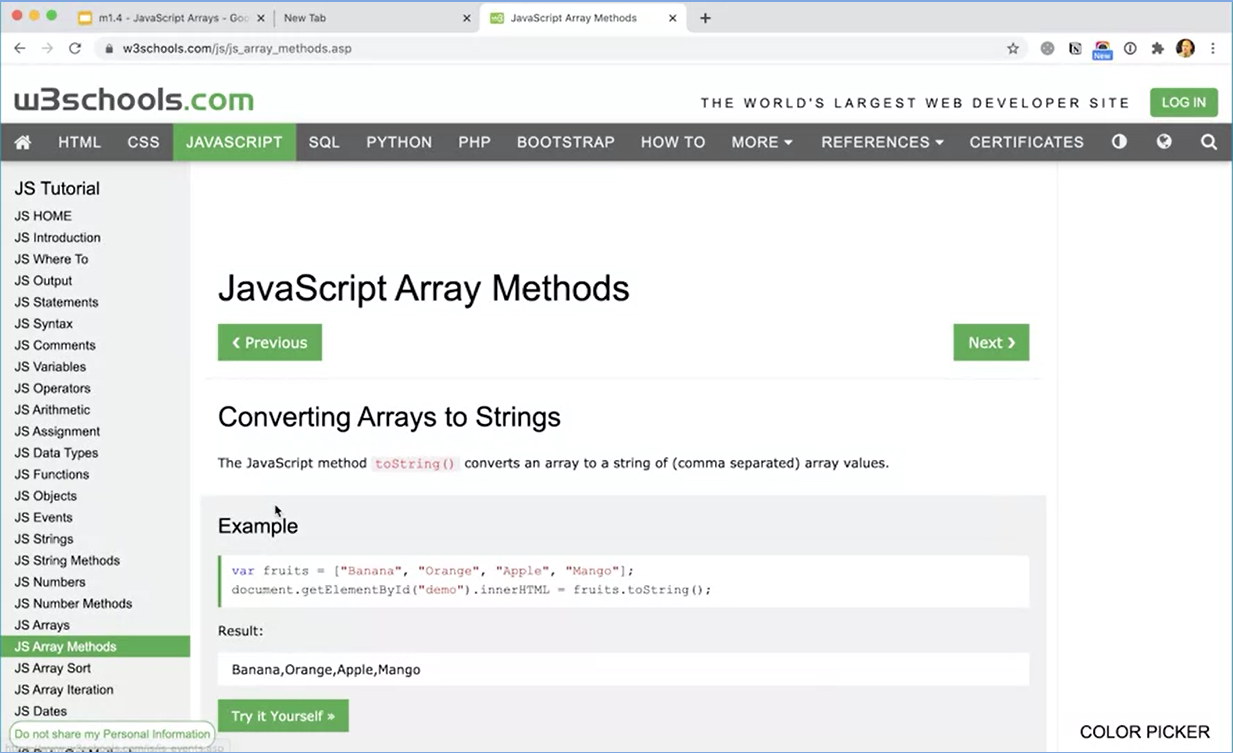 m1.4 - JavaScript Arrays - Goo
New Tab
JavaScript Array Methods
w3schools.com/js/js_array_methods.asp
New
w3schools.com
THE WORLD'S LARGEST WEB DEVELOPER SITE
LOG IN
HTML CSS JAVASCRIPT SQL PYTHON PHP BOOTSTRAP HOW TO MORE REFERENCES CERTIFICATES
JS Tutorial
JS HOME
JS Introduction
JS Where To
JS Output
JS Statements
JS Syntax
JS Comments
JS Variables
JS Operators
JS Arithmetic
JS Assignment
JS Data Types
JS Functions
JS Objects
JS Events
JS Strings
JS String Methods
JS Numbers
JS Number Methods
JS Arrays
JS Array Methods
JS Array Sort
JS Array Iteration
JS Dates
Do not share my Personal Information
https://www.w3schools.com/js/js_events.asp
JavaScript Array Methods
❮ Previous
Next ❯
Converting Arrays to Strings
The JavaScript method toString() converts an array to a string of (comma separated) array values.
Example
var fruits = ["Banana", "Orange", "Apple", "Mango"];
document.getElementById("demo").innerHTML = fruits.toString();
Result:
Banana,Orange,Apple,Mango
Try it Yourself »
COLOR PICKER